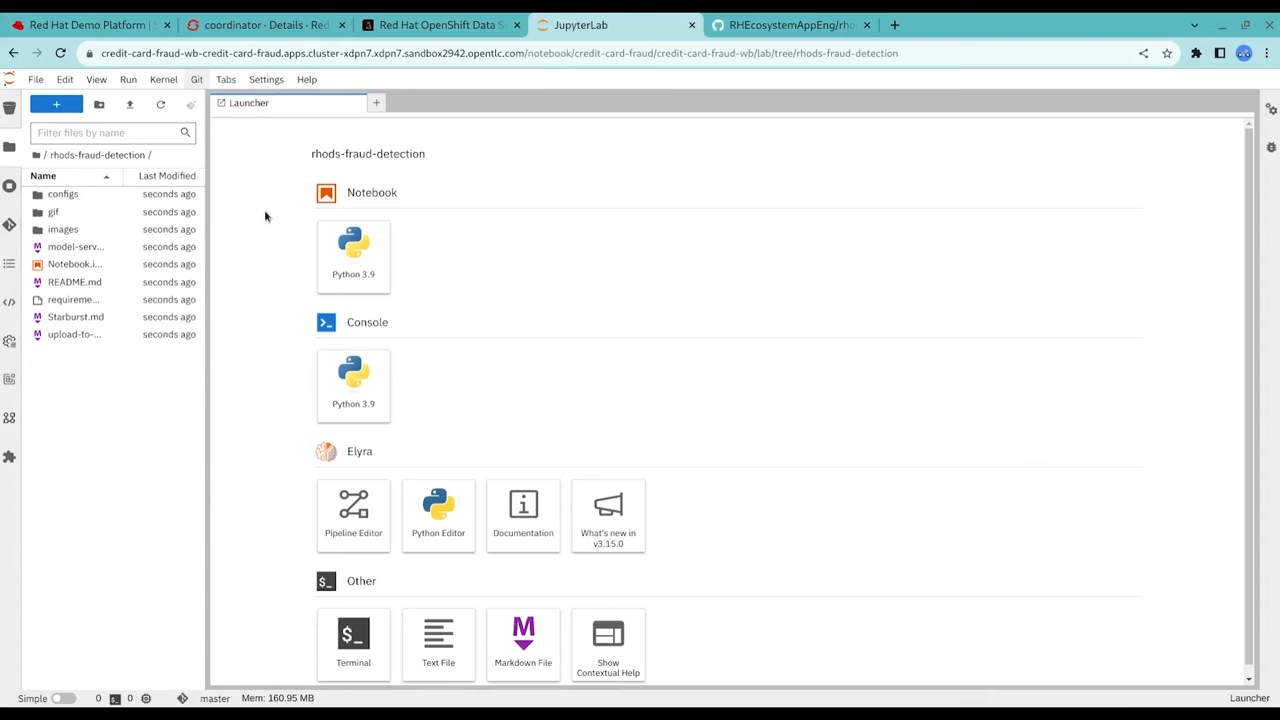 Red Hat Demo Platform | S
coordinator · Details · Red
Red Hat OpenShift Data S
JupyterLab
RHEcosystemAppEng/rho
credit-card-fraud-wb-credit-card-fraud.apps.cluster-xdpn7.xdpn7.sandbox2942.opentlc.com/notebook/credit-card-fraud/credit-card-fraud-wb/lab/tree/rhods-fraud-detection
File Edit View Run Kernel Git Tabs Settings Help
Launcher
Filter files by name
/ rhods-fraud-detection /
Name Last Modified
configs seconds ago
gif seconds ago
images seconds ago
model-serv... seconds ago
Notebook.i... seconds ago
README.md seconds ago
requireme... seconds ago
Starburst.md seconds ago
upload-to-... seconds ago
rhods-fraud-detection
Notebook
Python 3.9
Console
Python 3.9
Elyra
Pipeline Editor
Python Editor
Documentation
What's new in
v3.15.0
Other
$_
Terminal
Text File
Markdown File
Show
Contextual Help
Simple 0 0 master Mem: 160.95 MB Launcher